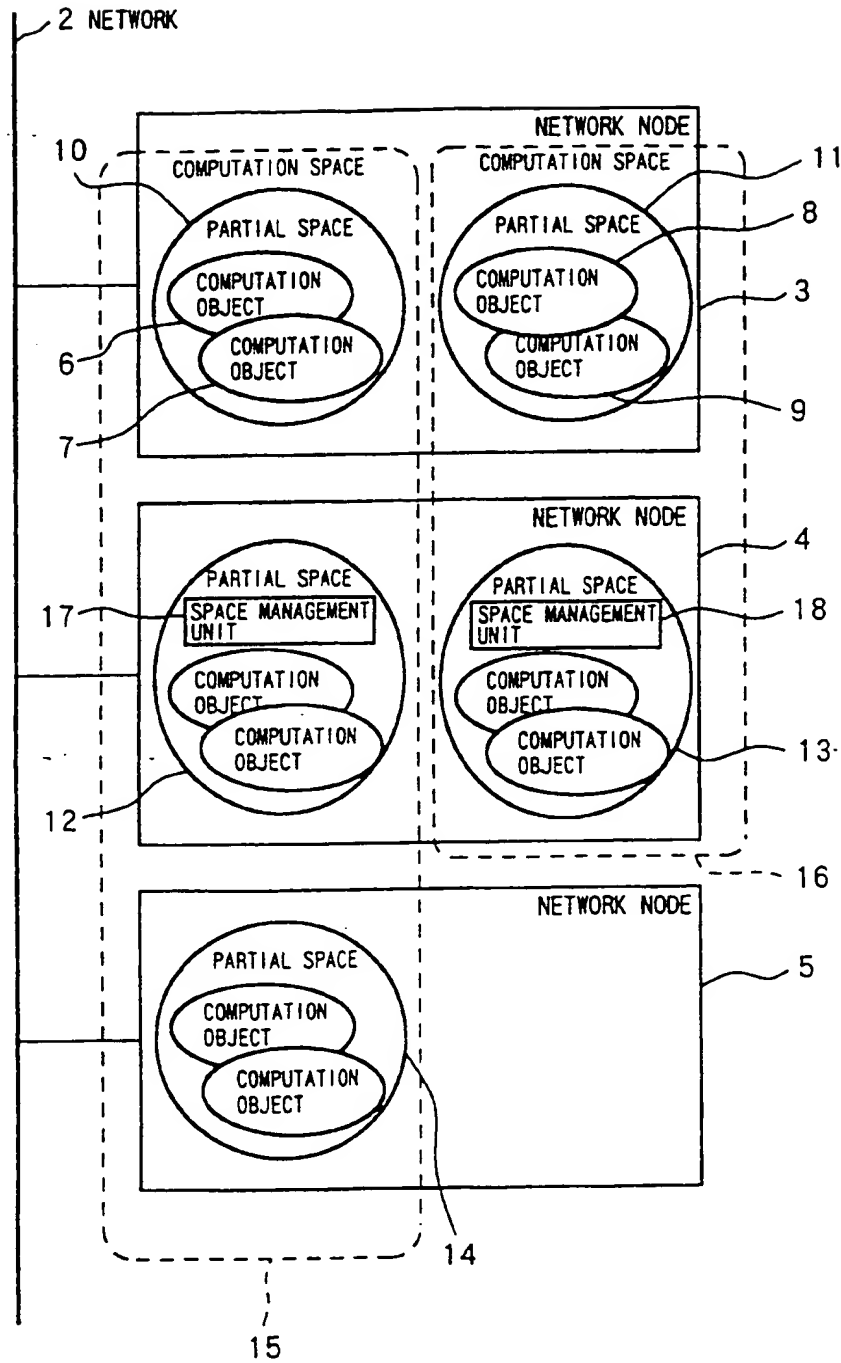 2 NETWORK
NETWORK NODE
10
COMPUTATION SPACE
COMPUTATION SPACE
11
PARTIAL SPACE
PARTIAL SPACE
8
COMPUTATION
OBJECT
COMPUTATION
OBJECT
3
6
COMPUTATION
OBJECT
COMPUTATION
OBJECT
7
9
NETWORK NODE
4
PARTIAL SPACE
PARTIAL SPACE
17
SPACE MANAGEMENT
UNIT
SPACE MANAGEMENT
UNIT
18
COMPUTATION
OBJECT
COMPUTATION
OBJECT
COMPUTATION
OBJECT
COMPUTATION
OBJECT
13
12
16
NETWORK NODE
PARTIAL SPACE
5
COMPUTATION
OBJECT
COMPUTATION
OBJECT
14
15